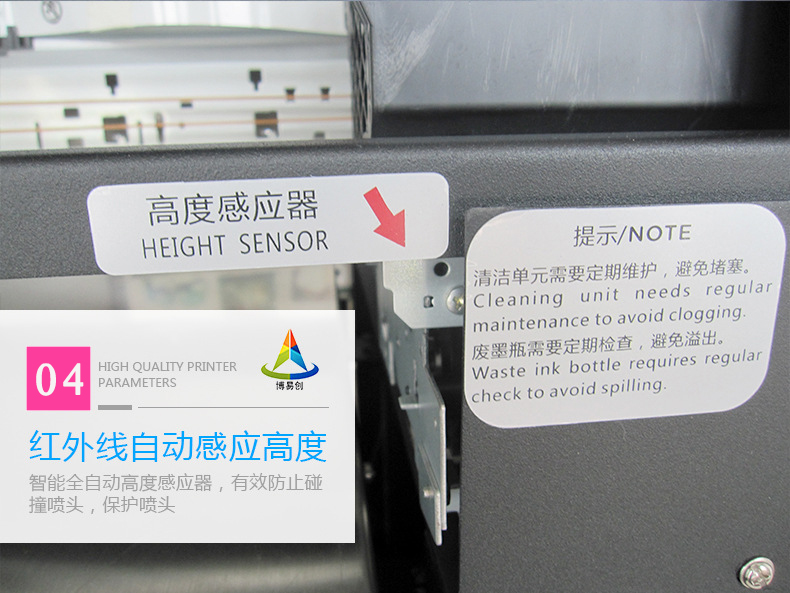 高度感应器
HEIGHT SENSOR
提示/NOTE
清洁单元需要定期维护，避免堵塞。
Cleaning unit needs regular
maintenance to avoid clogging.
废墨瓶需要定期检查，避免溢出。
Waste ink bottle requires regular
check to avoid spilling.
04
HIGH QUALITY PRINTER
PARAMETERS
博易创
红外线自动感应高度
智能全自动高度感应器，有效防止碰
撞喷头，保护喷头